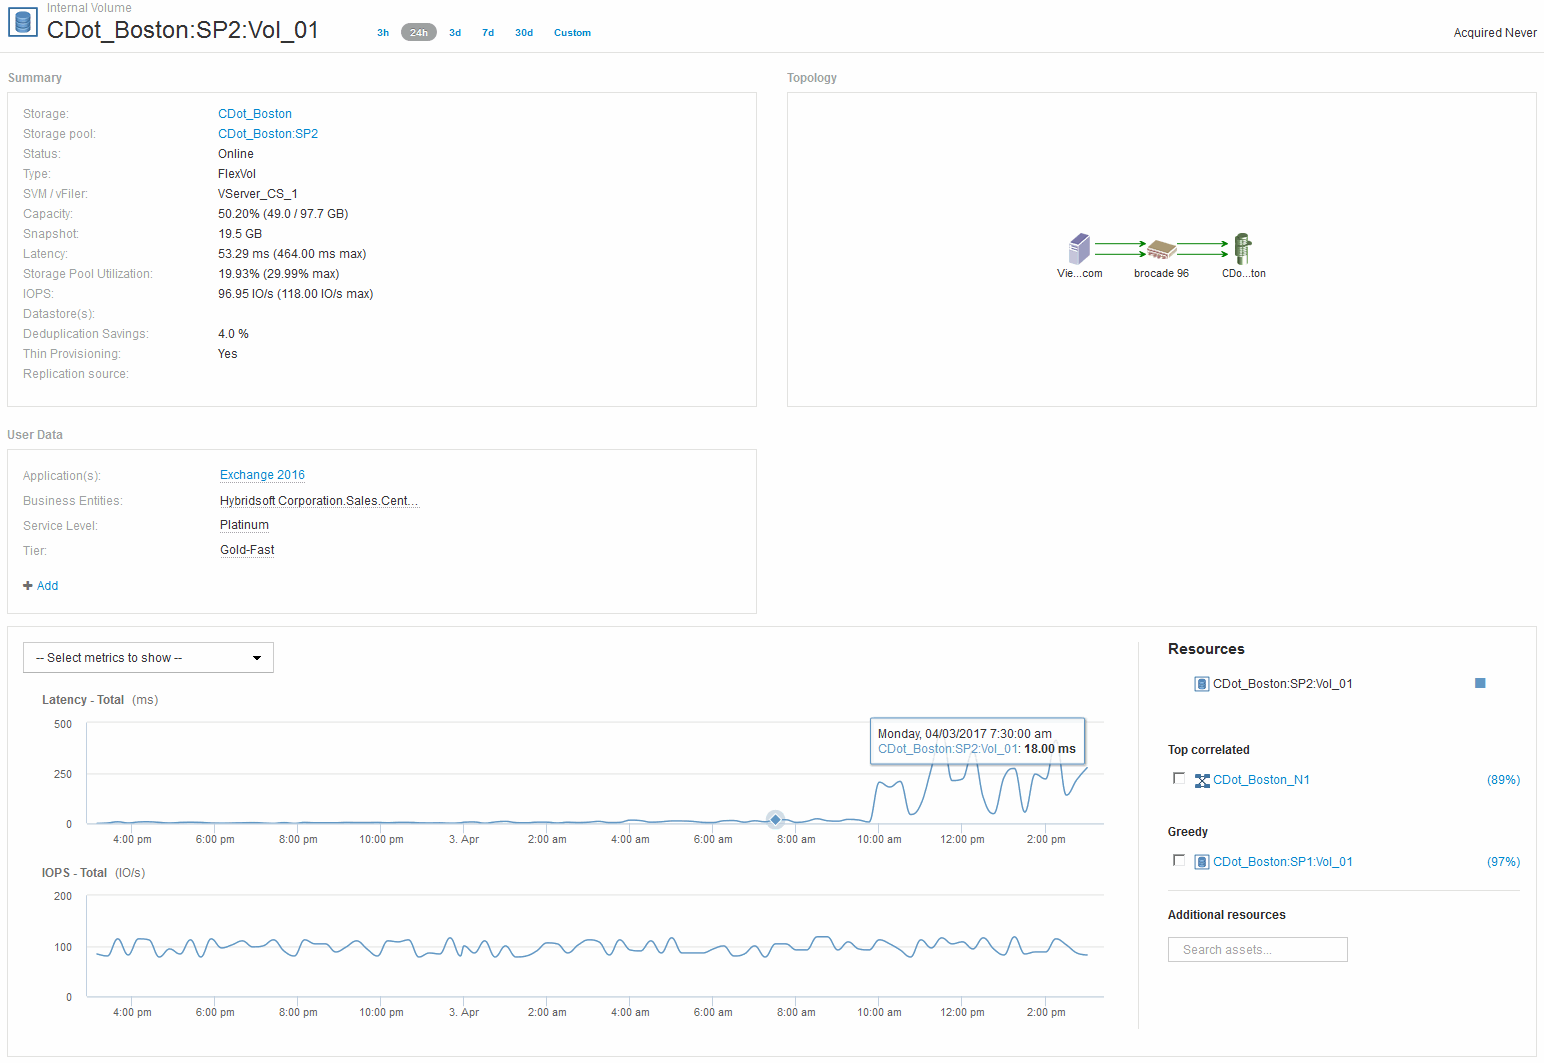 Internal Volume
CDot_Boston:SP2:Vol_01
3h 24h 3d 7d 30d Custom
Acquired Never
Summary
Storage: CDot_Boston
Storage pool: CDot_Boston:SP2
Status: Online
Type: FlexVol
SVM / vFiler: VServer_CS_1
Capacity: 50.20% (49.0 / 97.7 GB)
Snapshot: 19.5 GB
Latency: 53.29 ms (464.00 ms max)
Storage Pool Utilization: 19.93% (29.99% max)
IOPS: 96.95 IO/s (118.00 IO/s max)
Datastore(s):
Deduplication Savings: 4.0 %
Thin Provisioning: Yes
Replication source:
Topology
Vie...com brocade 96 CDo...ton
User Data
Application(s): Exchange 2016
Business Entities: Hybridsoft Corporation.Sales.Cent...
Service Level: Platinum
Tier: Gold-Fast
+ Add
-- Select metrics to show --
Latency - Total (ms)
500
250
0
Monday, 04/03/2017 7:30:00 am
CDot_Boston:SP2:Vol_01: 18.00 ms
4:00 pm 6:00 pm 8:00 pm 10:00 pm 3. Apr 2:00 am 4:00 am 6:00 am 8:00 am 10:00 am 12:00 pm 2:00 pm
IOPS - Total (IO/s)
200
100
0
4:00 pm 6:00 pm 8:00 pm 10:00 pm 3. Apr 2:00 am 4:00 am 6:00 am 8:00 am 10:00 am 12:00 pm 2:00 pm
Resources
CDot_Boston:SP2:Vol_01
Top correlated
CDot_Boston_N1 (89%)
Greedy
CDot_Boston:SP1:Vol_01 (97%)
Additional resources
Search assets...